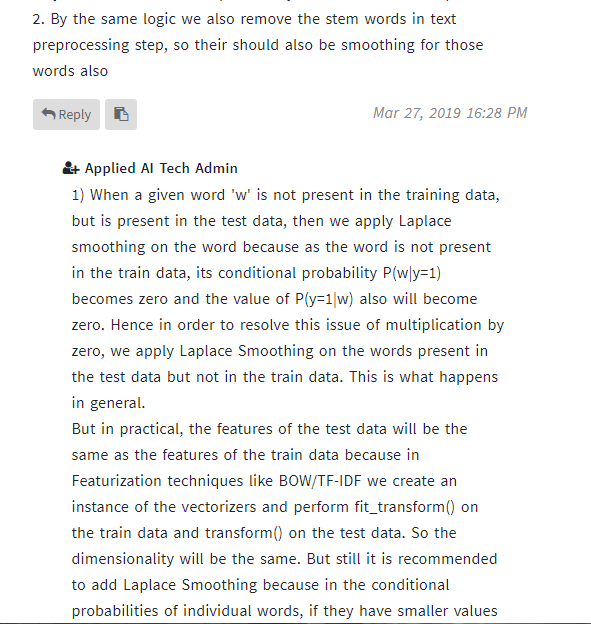 2. By the same logic we also remove the stem words in text
preprocessing step, so their should also be smoothing for those
words also
Reply
Mar 27, 2019 16:28 PM
Applied AI Tech Admin
1) When a given word 'w' is not present in the training data,
but is present in the test data, then we apply Laplace
smoothing on the word because as the word is not present
in the train data, its conditional probability P(w|y=1)
becomes zero and the value of P(y=1|w) also will become
zero. Hence in order to resolve this issue of multiplication by
zero, we apply Laplace Smoothing on the words present in
the test data but not in the train data. This is what happens
in general.
But in practical, the features of the test data will be the
same as the features of the train data because in
Featurization techniques like BOW/TF-IDF we create an
instance of the vectorizers and perform fit_transform() on
the train data and transform() on the test data. So the
dimensionality will be the same. But still it is recommended
to add Laplace Smoothing because in the conditional
probabilities of individual words, if they have smaller values